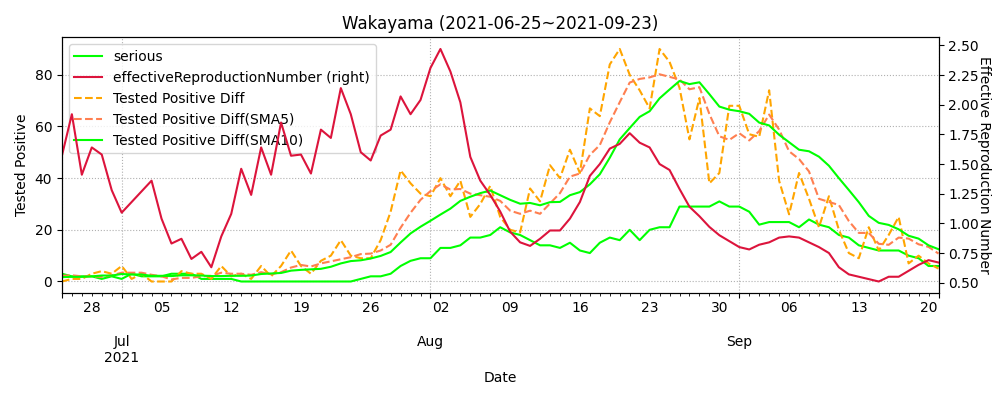 Wakayama (2021-06-25~2021-09-23)
serious
effectiveReproductionNumber (right)
Tested Positive Diff
Tested Positive Diff(SMA5)
Tested Positive Diff(SMA10)
Tested Positive
80
60
40
20
0
2.50
2.25
2.00
1.75
1.50
1.25
1.00
0.75
0.50
Effective Reproduction Number
28 05 12 19 26 02 09 16 23 30 06 13 20
Jul Aug Sep
2021
Date